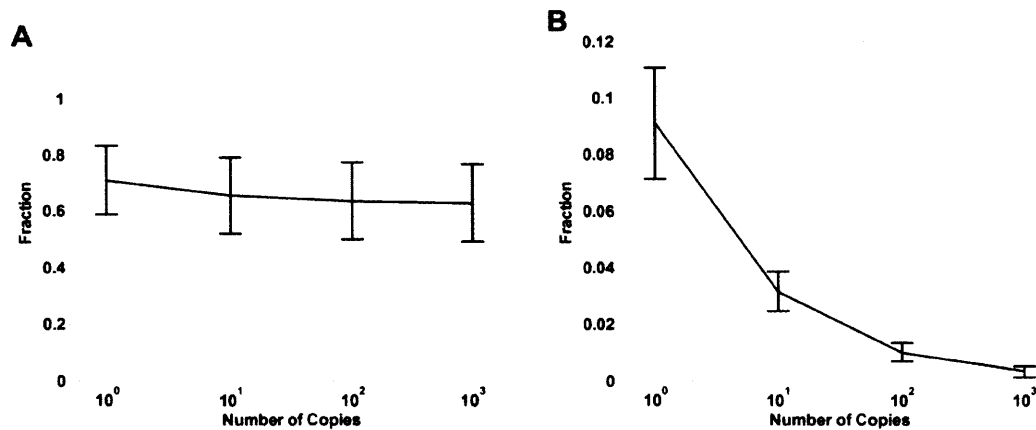 A
1
0.8
0.6
0.4
0.2
0
Fraction
10⁰ 10¹ 10² 10³
Number of Copies
B
0.12
0.1
0.08
0.06
0.04
0.02
0
Fraction
10⁰ 10¹ 10² 10³
Number of Copies